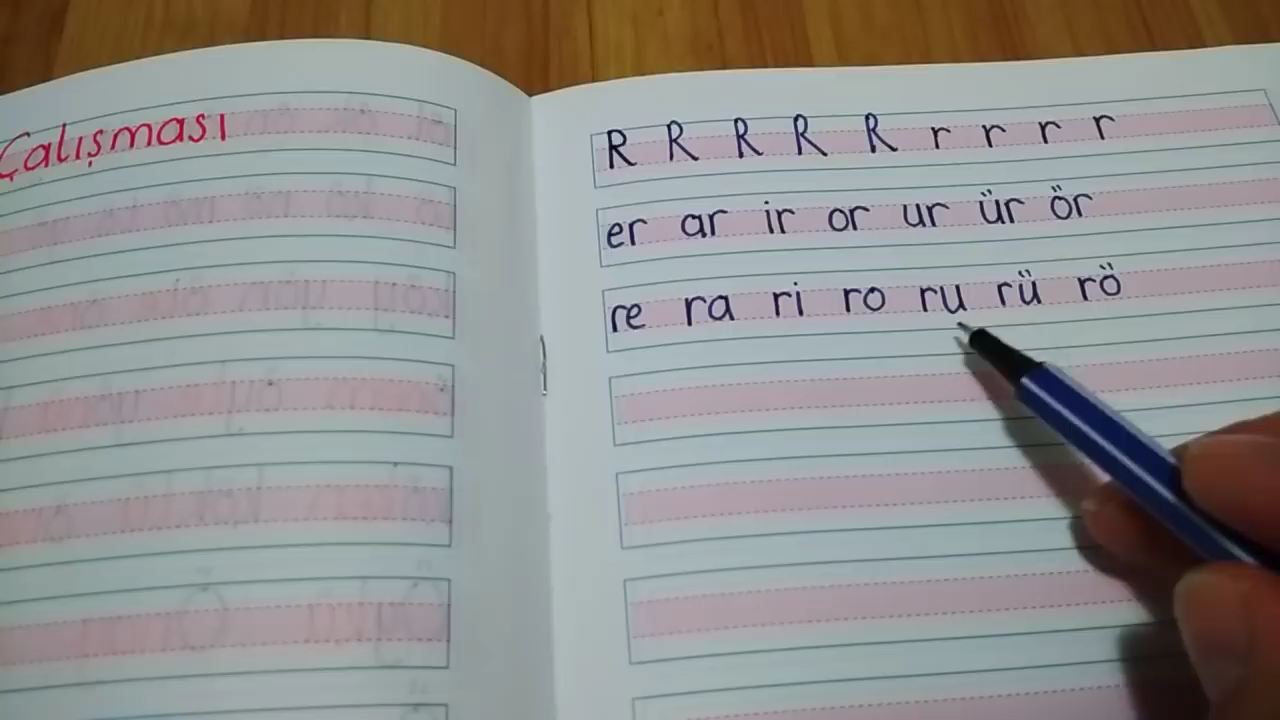 Çalışması
R R R R R r r r r
er ar ir or ur ür ör
re ra ri ro ru rü rö